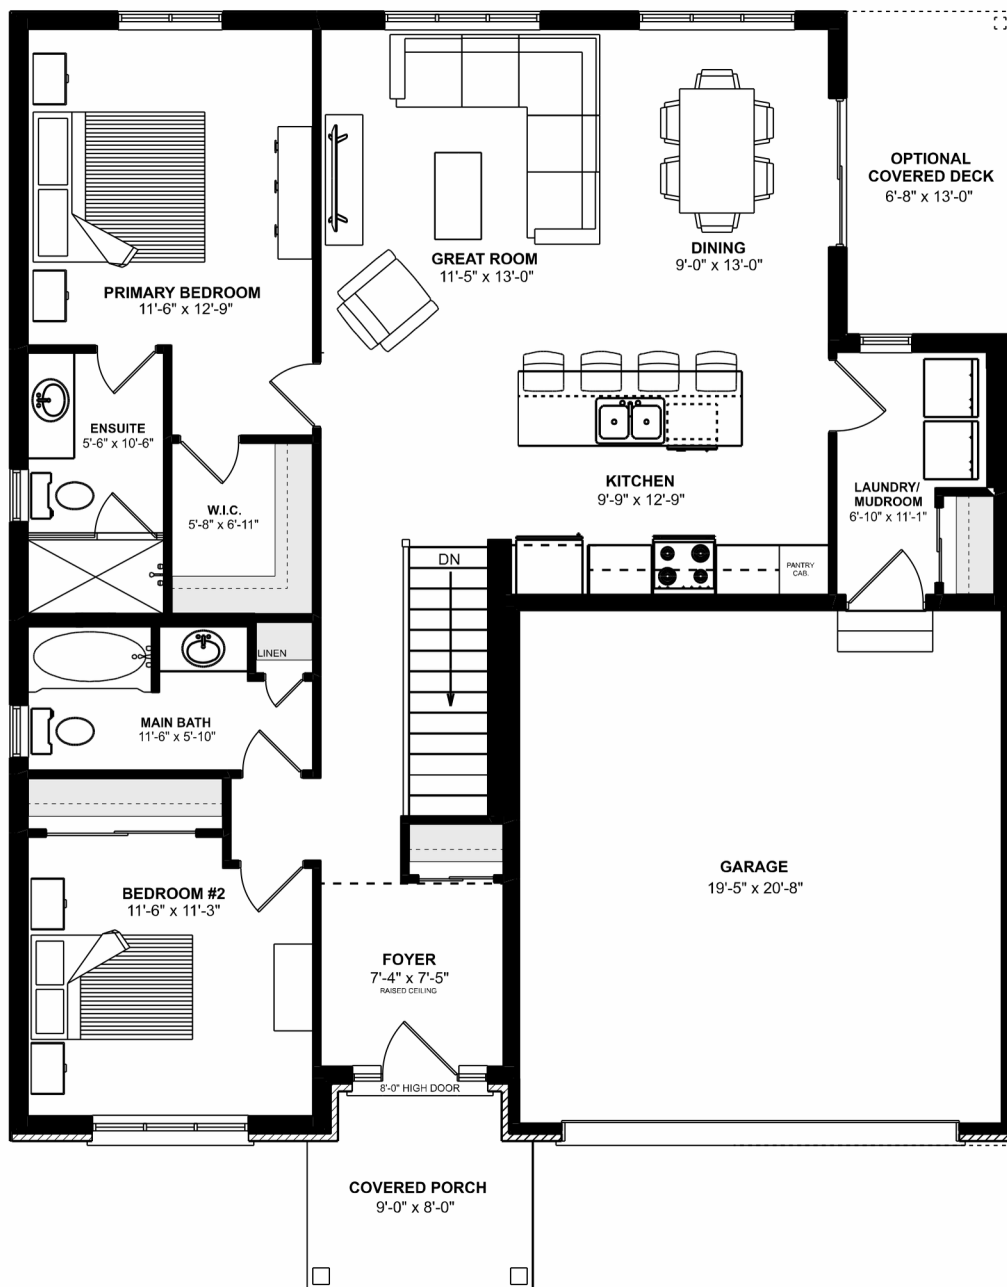 OPTIONAL
COVERED DECK
6'-8" x 13'-0"
DINING
9'-0" x 13'-0"
GREAT ROOM
11'-5" x 13'-0"
PRIMARY BEDROOM
11'-6" x 12'-9"
ENSUITE
5'-6" x 10'-6"
W.I.C.
5'-8" x 6'-11"
KITCHEN
9'-9" x 12'-9"
LAUNDRY/
MUDROOM
6'-10" x 11'-1"
DN
PANTRY
CAB.
LINEN
MAIN BATH
11'-6" x 5'-10"
GARAGE
19'-5" x 20'-8"
BEDROOM #2
11'-6" x 11'-3"
FOYER
7'-4" x 7'-5"
RAISED CEILING
8'-0" HIGH DOOR
COVERED PORCH
9'-0" x 8'-0"